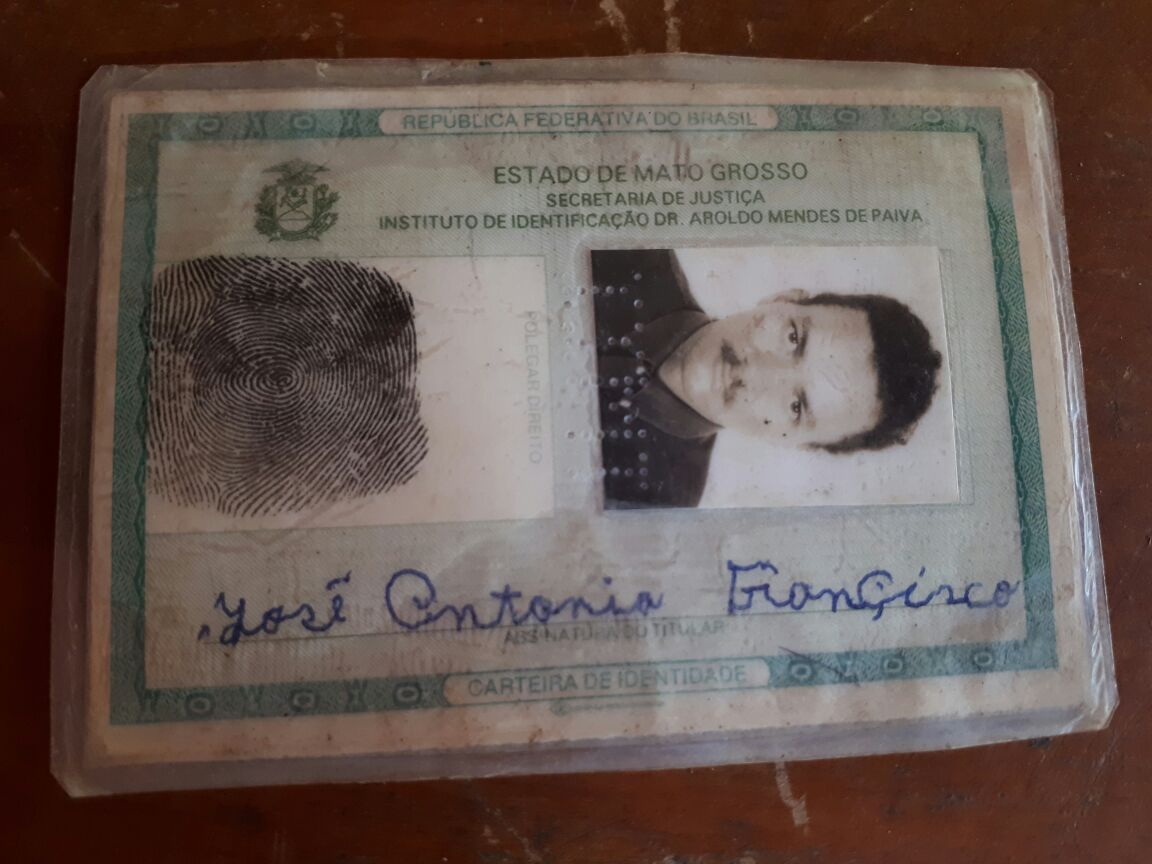 REPÚBLICA FEDERATIVA DO BRASIL
ESTADO DE MATO GROSSO
SECRETARIA DE JUSTIÇA
INSTITUTO DE IDENTIFICAÇÃO DR. AROLDO MENDES DE PAIVA
POLEGAR DIREITO
José Antonio Françisco
ASSINATURA DO TITULAR
CARTEIRA DE IDENTIDADE